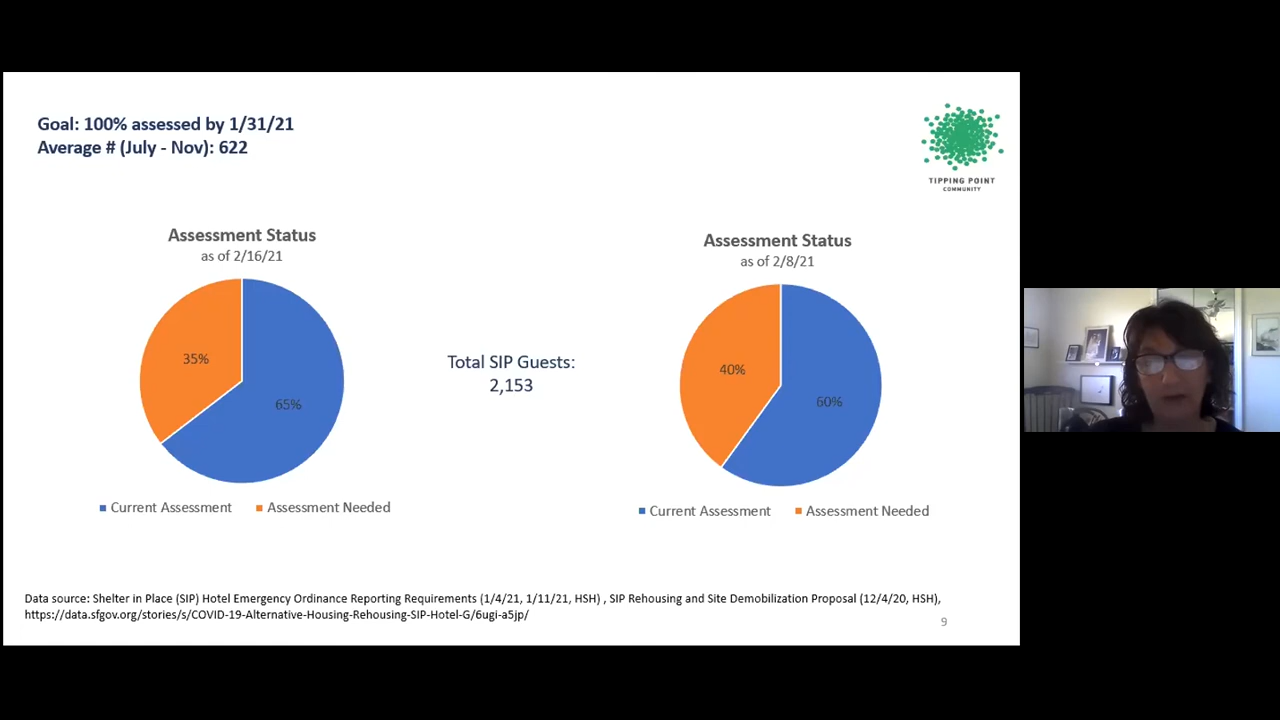 Goal: 100% assessed by 1/31/21
Average # (July - Nov): 622
TIPPING POINT
COMMUNITY
Assessment Status
as of 2/16/21
35%
65%
Current Assessment
Assessment Needed
Total SIP Guests:
2,153
Assessment Status
as of 2/8/21
40%
60%
Current Assessment
Assessment Needed
Data source: Shelter in Place (SIP) Hotel Emergency Ordinance Reporting Requirements (1/4/21, 1/11/21, HSH) , SIP Rehousing and Site Demobilization Proposal (12/4/20, HSH),
https://data.sfgov.org/stories/s/COVID-19-Alternative-Housing-Rehousing-SIP-Hotel-G/6ugi-a5jp/
9